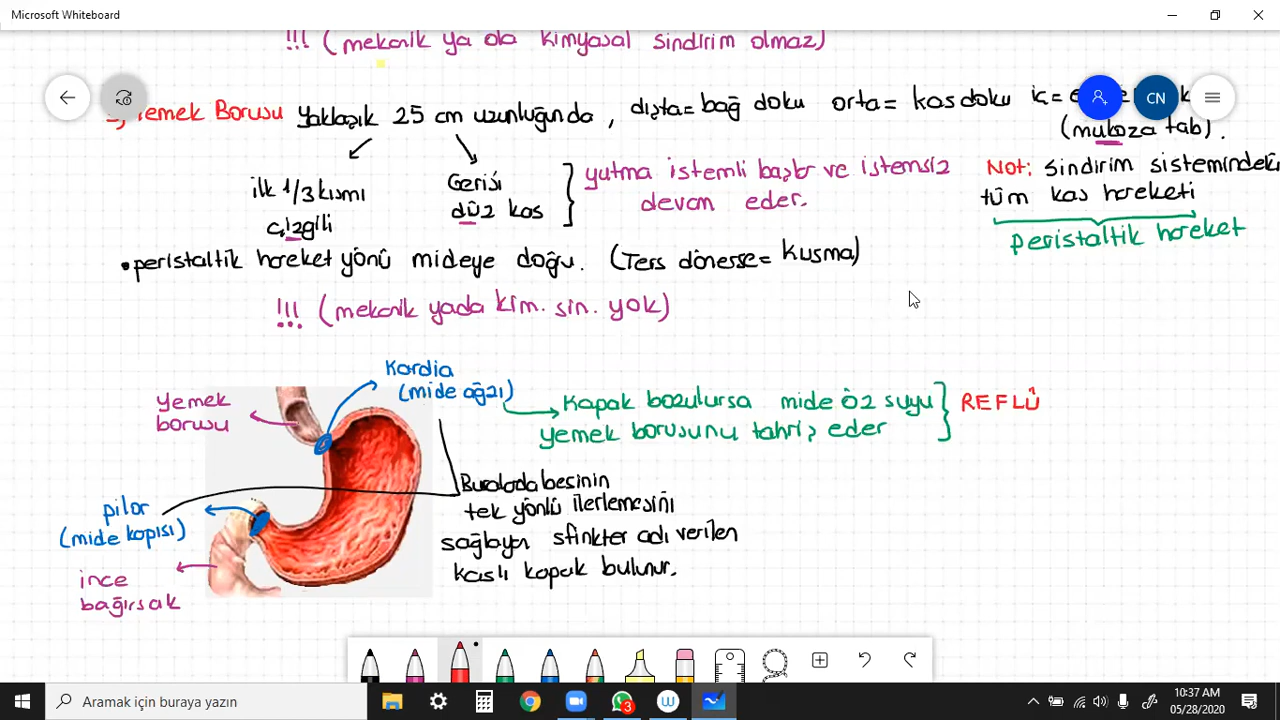 Microsoft Whiteboard
!!! (mekanik ya da kimyasal sindirim olmaz)
Yemek Borusu Yaklaşık 25 cm uzunluğunda, dışta= bağ doku orta= kas doku iç=
(mukoza tab).
CN
ilk 1/3 kısmı
çizgili
Gerisi
düz kas
yutma istemli başlar ve istemsiz
devam eder.
Not: Sindirim sistemindeki
tüm kas hareketi
peristaltik hareket
•peristaltik hareket yönü mideye doğru. (Ters dönerse= kusma)
!!! (mekanik yada kim. sin. yok)
Kardia
(mide ağzı)
yemek
borusu
Kapak bozulursa mide öz suyu
yemek borusunu tahriş eder
REFLÜ
pilor
(mide kapısı)
ince
bağırsak
Buralarda besinin
tek yönlü ilerlemesini
sağlayan sfinkter adı verilen
kaslı kapak bulunur.
Aramak için buraya yazın
3
10:37 AM
05/28/2020